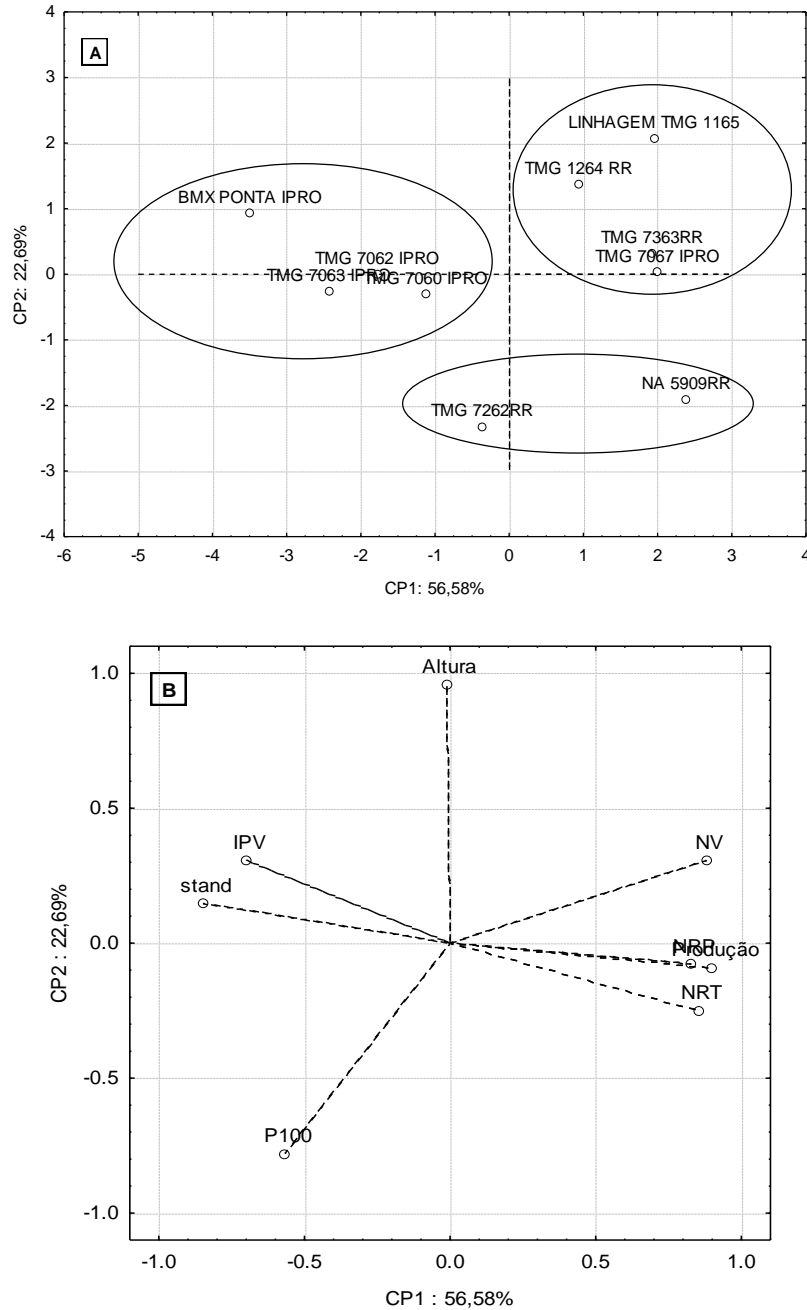 4
A
3
LINHAGEM TMG 1165
2
TMG 1264 RR
BMX PONTA IPRO
1
TMG 7363RR
TMG 7062 IPRO
TMG 7967 IPRO
0
TMG 7063 IPRO
TMG 7060 IPRO
CP2: 22,69%
-1
NA 5909RR
TMG 7262RR
-2
-3
-4
-6 -5 -4 -3 -2 -1 0 1 2 3 4
CP1: 56,58%
Altura
1.0
B
0.5
IPV
NV
stand
0.0
NRP
Produção
CP2 : 22,69%
NRT
-0.5
P100
-1.0
-1.0 -0.5 0.0 0.5 1.0
CP1 : 56,58%